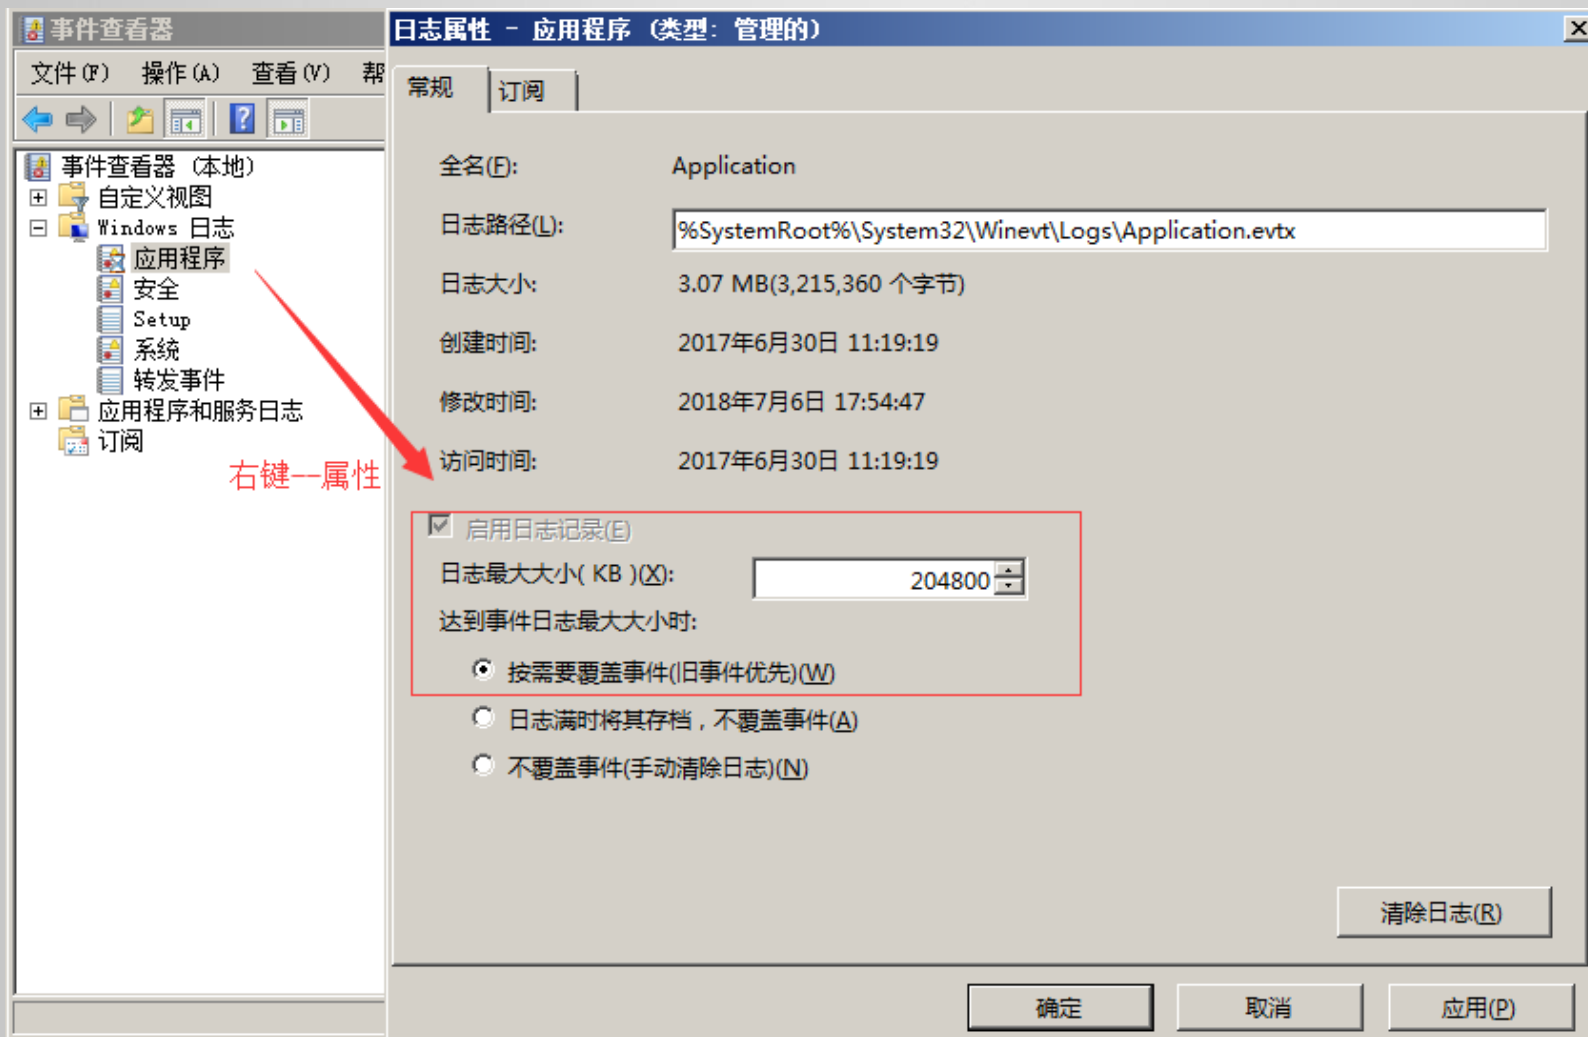 事件查看器
文件(F) 操作(A) 查看(V) 帮
事件查看器 (本地)
自定义视图
Windows 日志
应用程序
安全
Setup
系统
转发事件
应用程序和服务日志
订阅
右键--属性
日志属性 - 应用程序 (类型: 管理的)
常规 订阅
全名(F): Application
日志路径(L): %SystemRoot%\System32\Winevt\Logs\Application.evtx
日志大小: 3.07 MB(3,215,360 个字节)
创建时间: 2017年6月30日 11:19:19
修改时间: 2018年7月6日 17:54:47
访问时间: 2017年6月30日 11:19:19
启用日志记录(E)
日志最大大小( KB )(X): 204800
达到事件日志最大大小时:
按需要覆盖事件(旧事件优先)(W)
日志满时将其存档，不覆盖事件(A)
不覆盖事件(手动清除日志)(N)
清除日志(R)
确定 取消 应用(P)